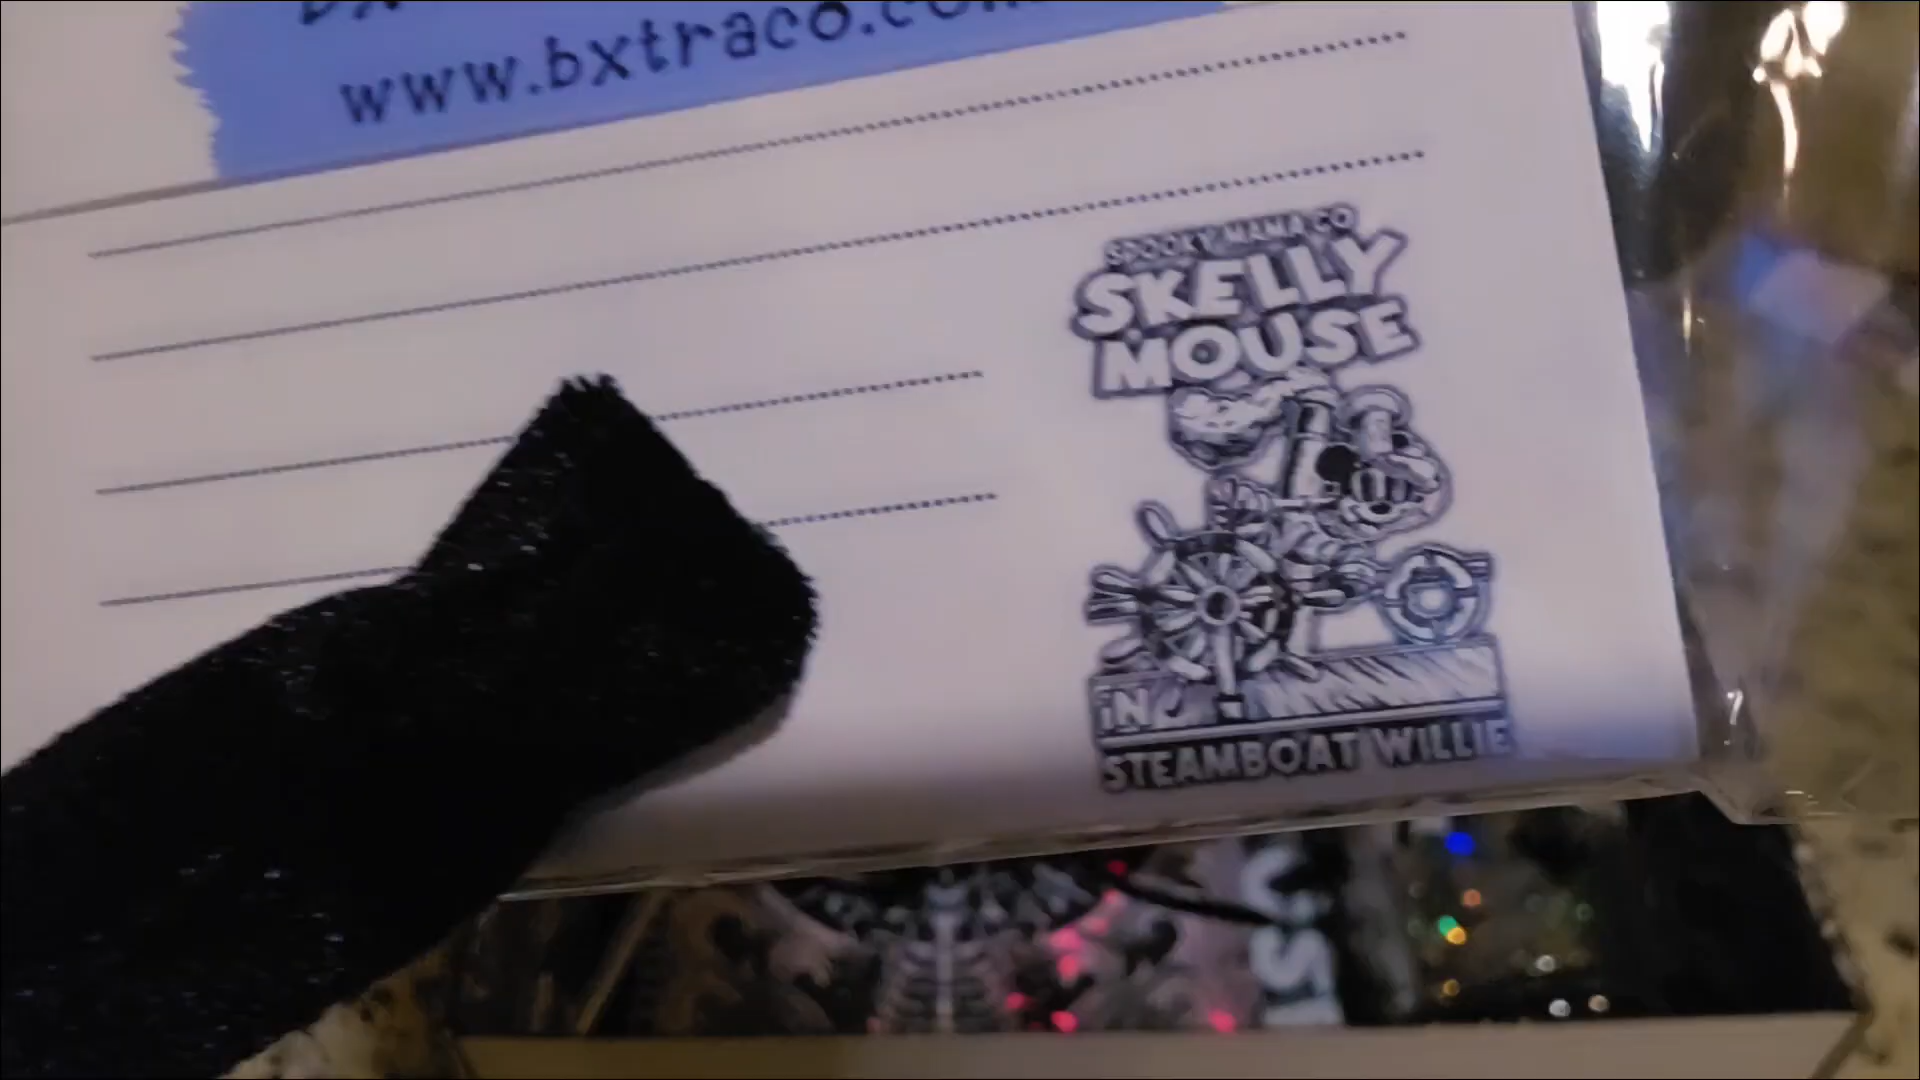 www.bxtraco.com
SPOOKY MAMA CO
SKELLY
MOUSE
iN
STEAMBOAT WILLIE